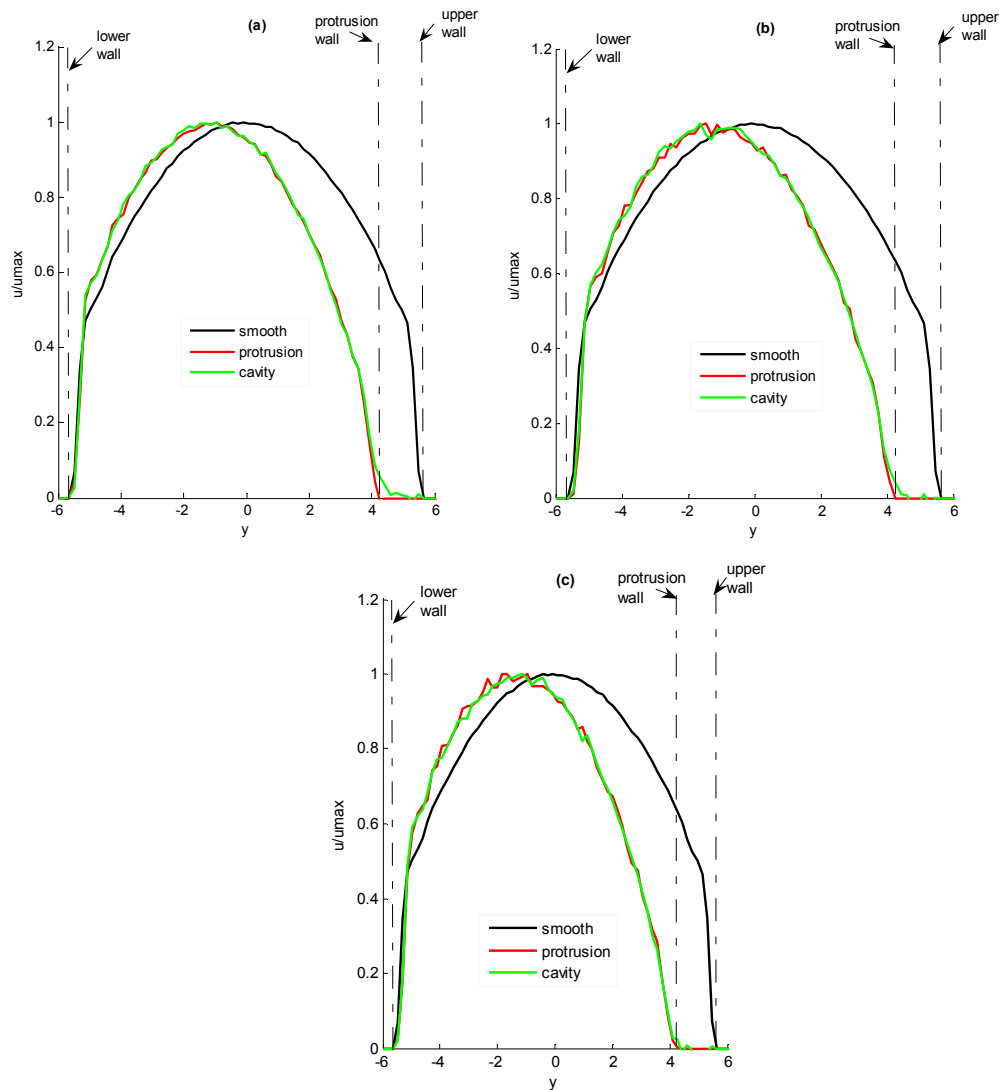 (a)
protrusion
wall
upper
wall
lower
wall
1.2
1
0.8
0.6
0.4
0.2
0
u/umax
smooth
protrusion
cavity
-6
-4
-2
0
2
4
6
y
(b)
protrusion
wall
upper
wall
lower
wall
1.2
1
0.8
0.6
0.4
0.2
0
u/umax
smooth
protrusion
cavity
-6
-4
-2
0
2
4
6
y
(c)
protrusion
wall
upper
wall
lower
wall
1.2
1
0.8
0.6
0.4
0.2
0
u/umax
smooth
protrusion
cavity
-6
-4
-2
0
2
4
6
y